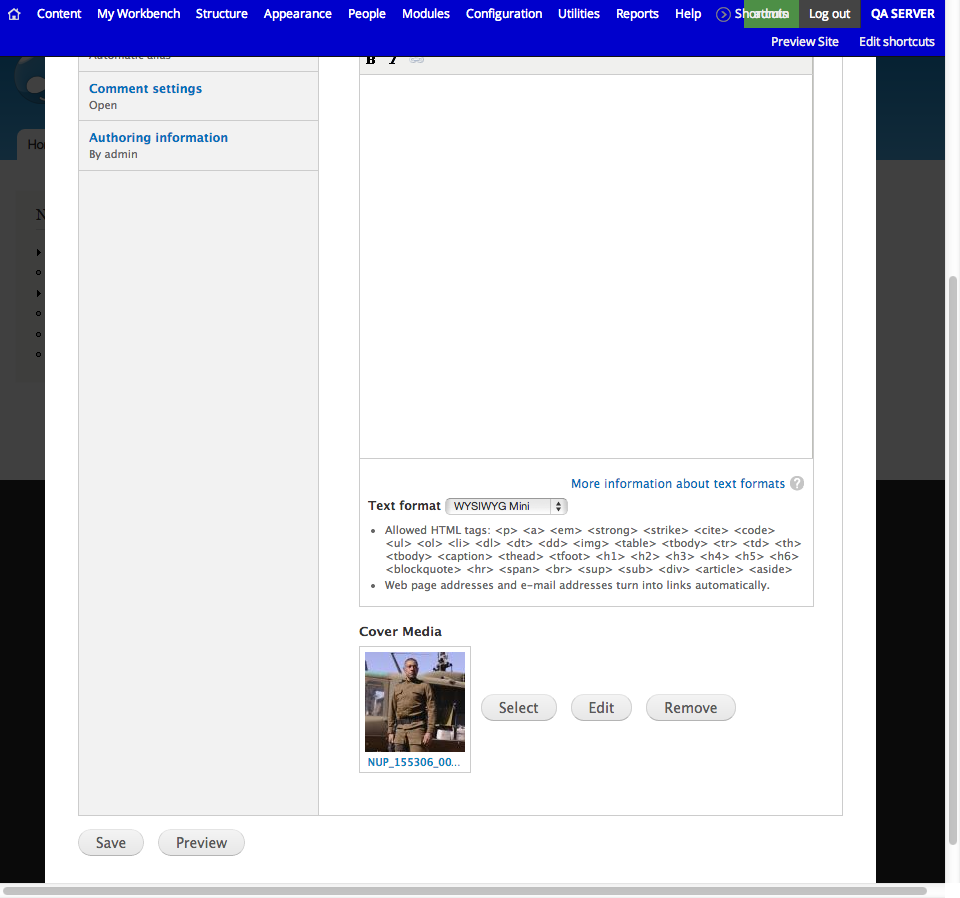 Content My Workbench Structure Appearance People Modules Configuration Utilities Reports Help Shortcuts admin Log out QA SERVER
Preview Site Edit shortcuts
Automatic alias
B I
Comment settings
Open
Authoring information
By admin
Ho
N
More information about text formats ?
Text format WYSIWYG Mini
• Allowed HTML tags: <p> <a> <em> <strong> <strike> <cite> <code>
<ul> <ol> <li> <dl> <dt> <dd> <img> <table> <tbody> <tr> <td> <th>
<tbody> <caption> <thead> <tfoot> <h1> <h2> <h3> <h4> <h5> <h6>
<blockquote> <hr> <span> <br> <sup> <sub> <div> <article> <aside>
• Web page addresses and e-mail addresses turn into links automatically.
Cover Media
NUP_155306_00...
Select Edit Remove
Save Preview